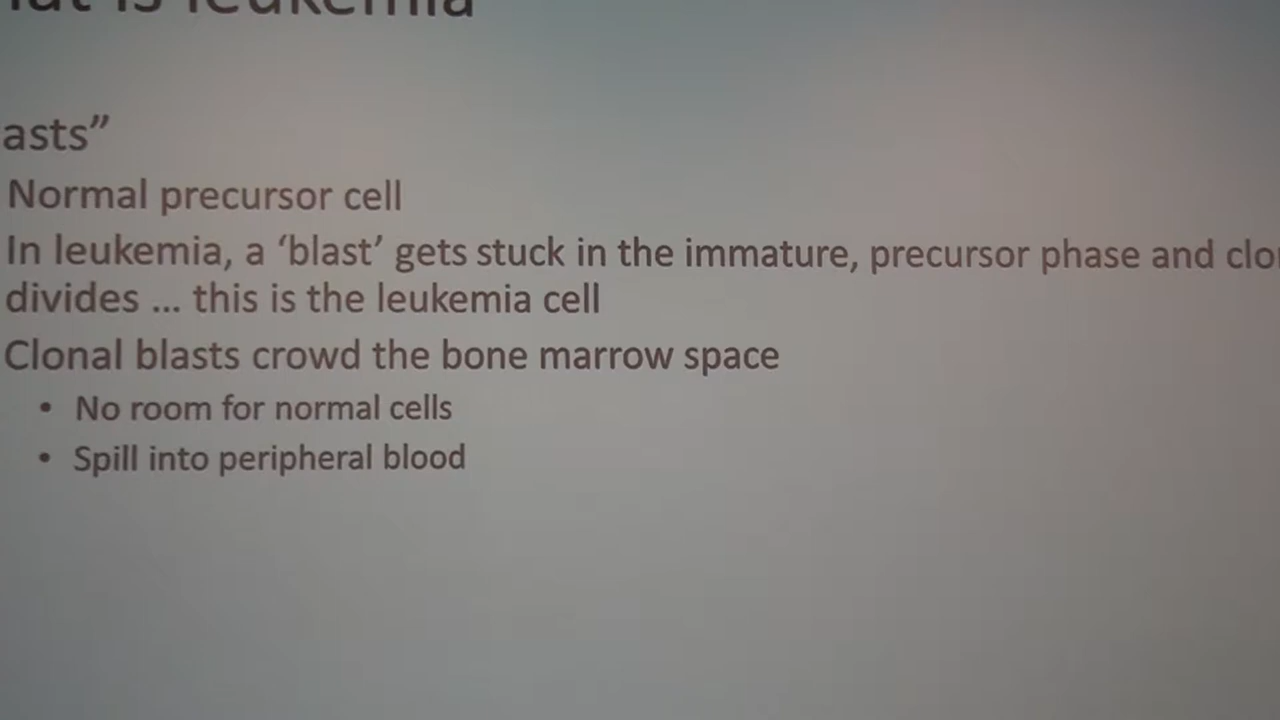 is leukemia
asts”
Normal precursor cell
In leukemia, a ‘blast’ gets stuck in the immature, precursor phase and clo
divides ... this is the leukemia cell
Clonal blasts crowd the bone marrow space
• No room for normal cells
• Spill into peripheral blood